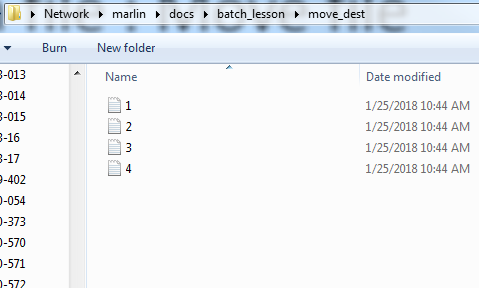 Network ▸ marlin ▸ docs ▸ batch_lesson ▸ move_dest
Burn New folder
Name Date modified
3-013
3-014
3-015
3-16
3-17
9-402
0-054
0-373
0-570
0-571
0-572
1 1/25/2018 10:44 AM
2 1/25/2018 10:44 AM
3 1/25/2018 10:44 AM
4 1/25/2018 10:44 AM